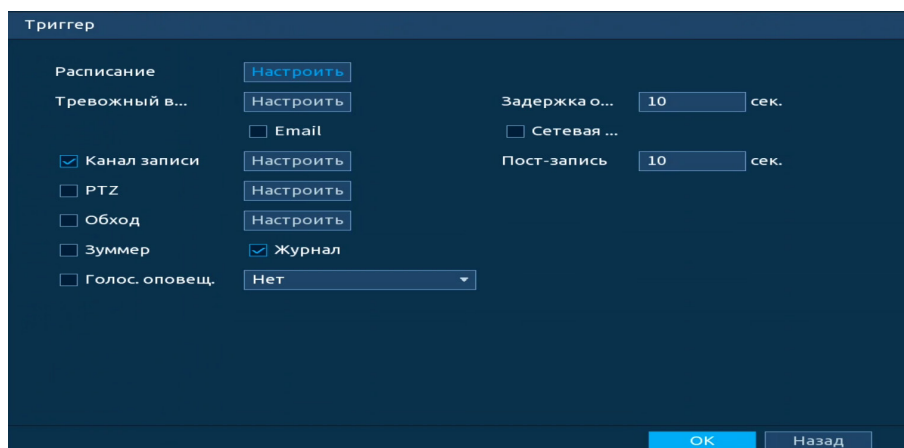 Триггер
Расписание Настроить
Тревожный в... Настроить Задержка о... 10 сек.
Email Сетевая ...
Канал записи Настроить Пост-запись 10 сек.
PTZ Настроить
Обход Настроить
Зуммер Журнал
Голос. оповещ. Нет
OK Назад